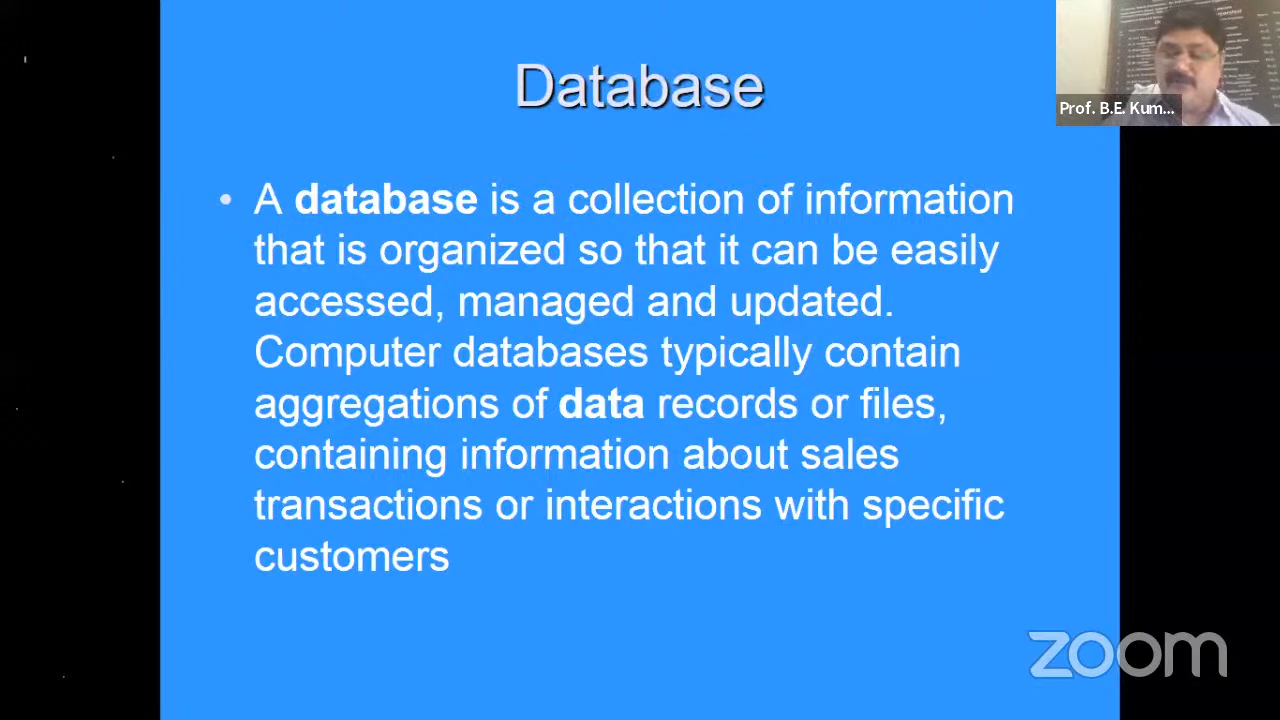 Database
Prof. B.E. Kum...
• A database is a collection of information
that is organized so that it can be easily
accessed, managed and updated.
Computer databases typically contain
aggregations of data records or files,
containing information about sales
transactions or interactions with specific
customers
zoom